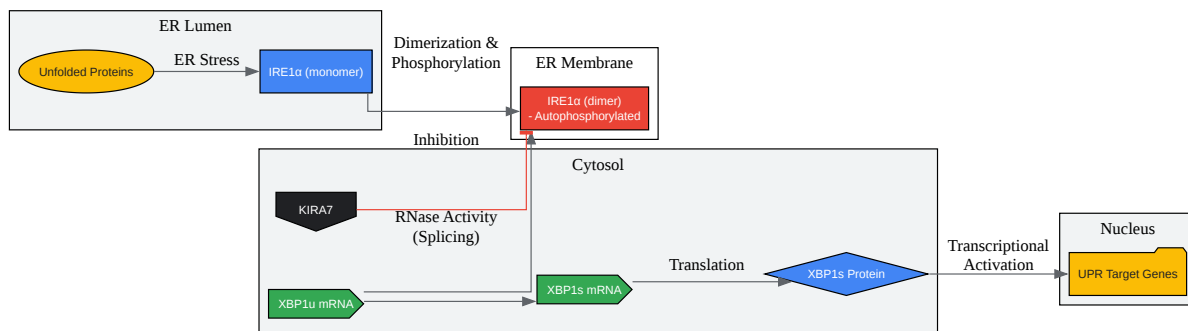 ER Lumen
Unfolded Proteins
ER Stress
IRE1α (monomer)
Dimerization &
Phosphorylation
ER Membrane
IRE1α (dimer)
- Autophosphorylated
Inhibition
Cytosol
KIRA7
RNase Activity
(Splicing)
XBP1u mRNA
XBP1s mRNA
Translation
XBP1s Protein
Transcriptional
Activation
Nucleus
UPR Target Genes